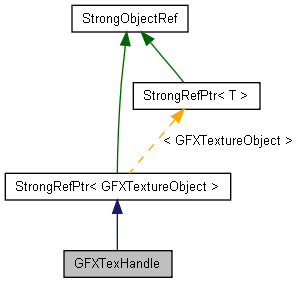 StrongObjectRef
StrongRefPtr< T >
< GFXTextureObject >
StrongRefPtr< GFXTextureObject >
GFXTexHandle